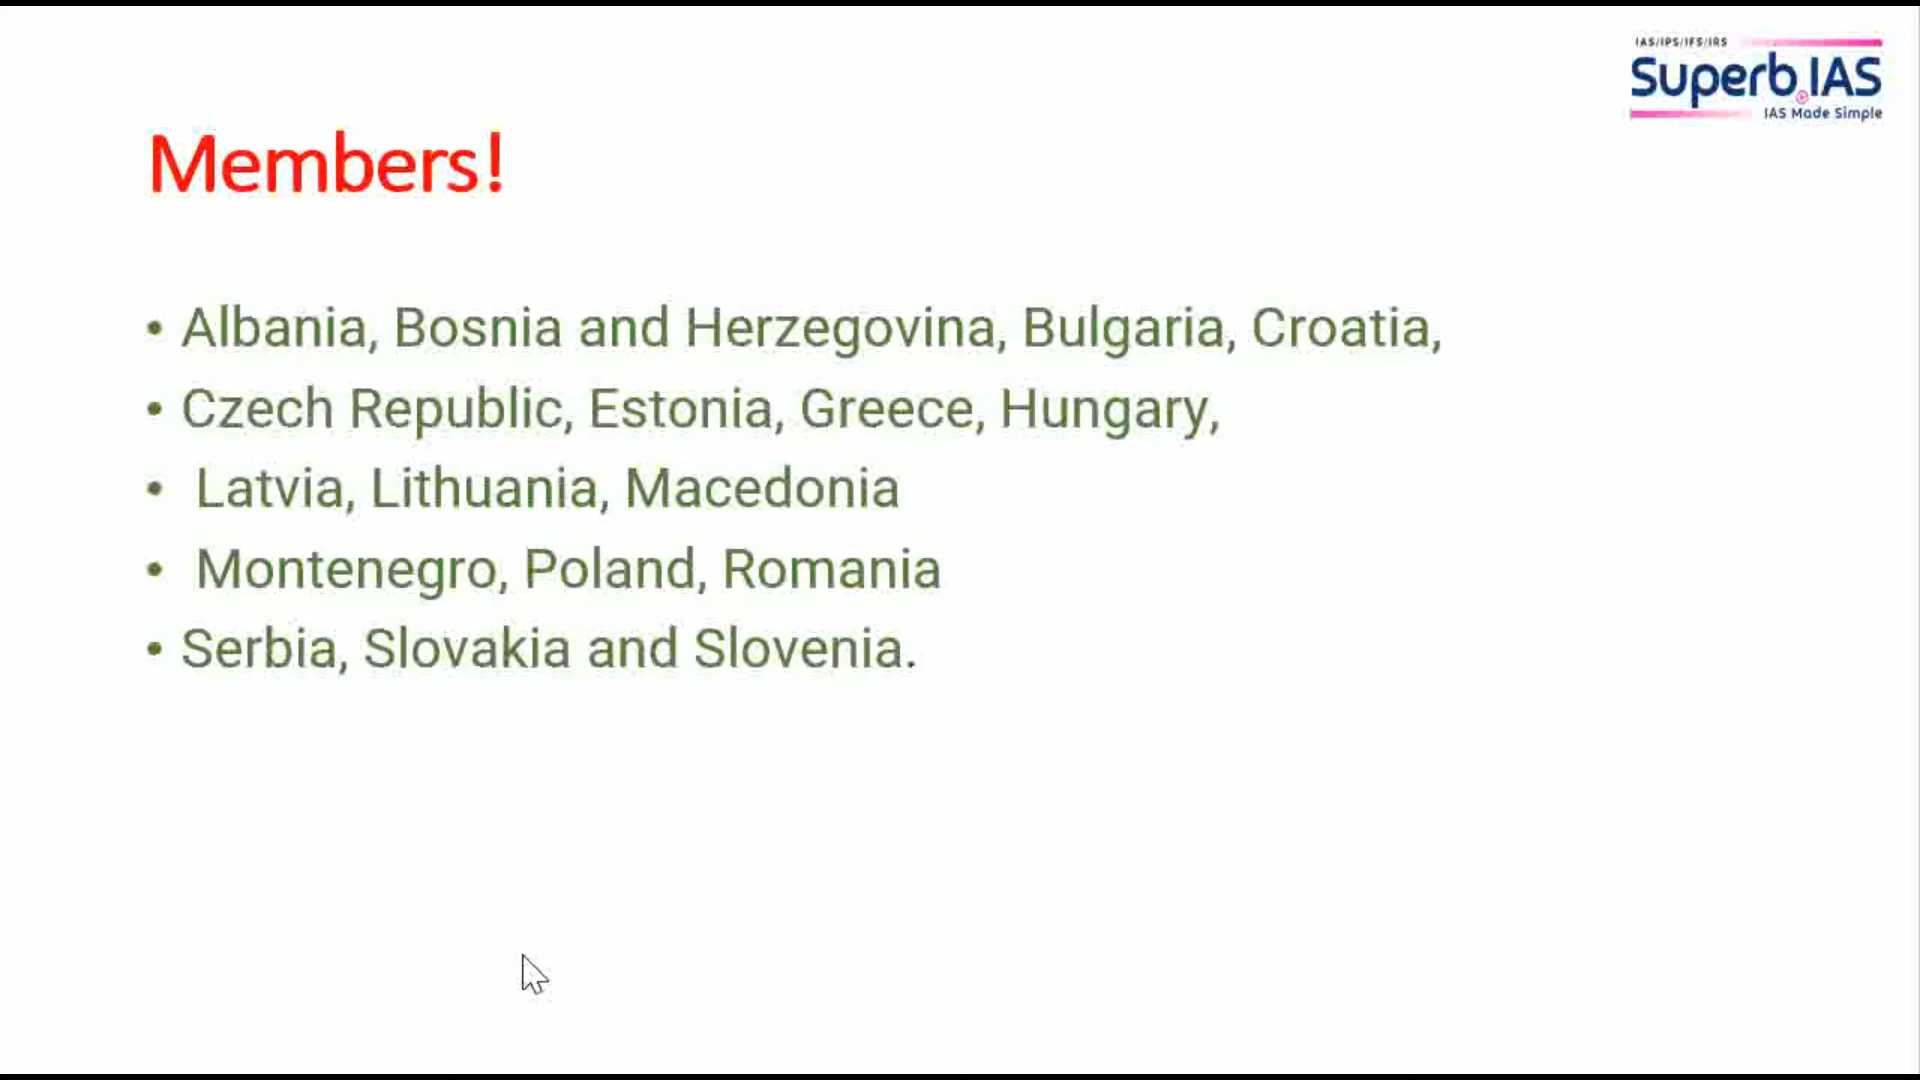 IAS/IPS/IFS/IRS
Superb IAS
IAS Made Simple
Members!
• Albania, Bosnia and Herzegovina, Bulgaria, Croatia,
• Czech Republic, Estonia, Greece, Hungary,
• Latvia, Lithuania, Macedonia
• Montenegro, Poland, Romania
• Serbia, Slovakia and Slovenia.